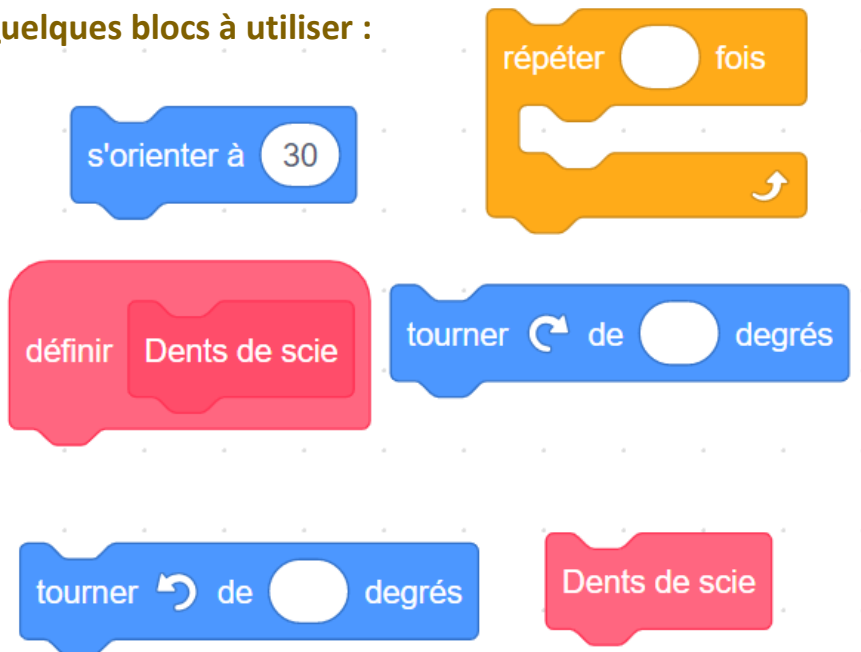 uelques blocs à utiliser :
répéter fois
s'orienter à 30
définir Dents de scie
tourner de degrés
tourner de degrés
Dents de scie